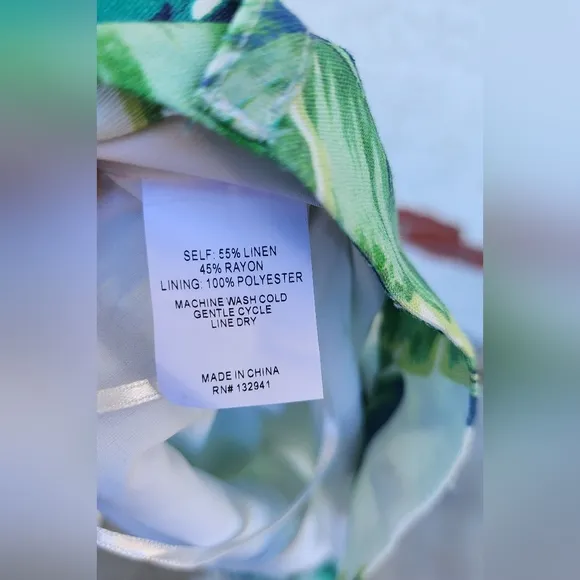 SELF: 55% LINEN
45% RAYON
LINING: 100% POLYESTER
MACHINE WASH COLD
GENTLE CYCLE
LINE DRY
MADE IN CHINA
RN# 132941